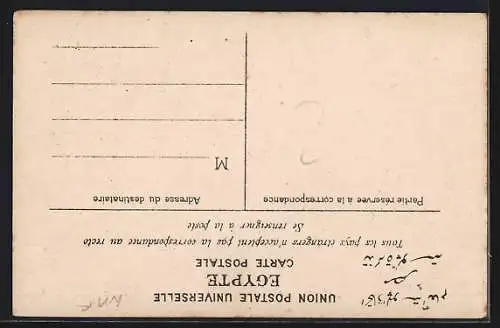 UNION POSTALE UNIVERSELLE
EGYPTE
CARTE POSTALE
Tous les pays étrangers n'acceptent pas la correspondance au recto
Se renseigner à la poste
Partie réservée a la correspondance
Adresse du destinataire
M